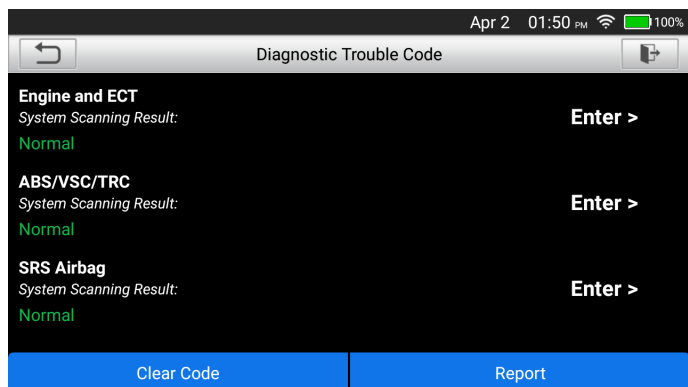 Apr 2 01:50 PM 100%
Diagnostic Trouble Code
Engine and ECT
System Scanning Result:
Enter >
Normal
ABS/VSC/TRC
System Scanning Result:
Enter >
Normal
SRS Airbag
System Scanning Result:
Enter >
Normal
Clear Code Report